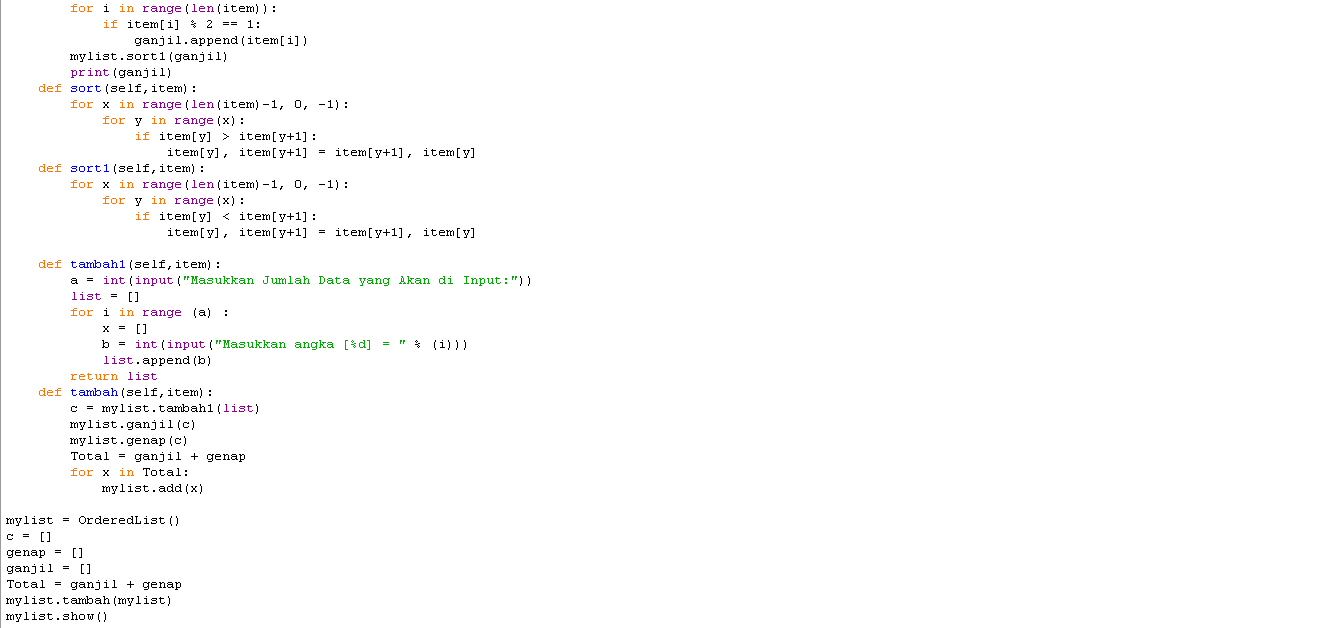 for i in range(len(item)):
if item[i] % 2 == 1:
ganjil.append(item[i])
mylist.sort1(ganjil)
print(ganjil)
def sort(self,item):
for x in range(len(item)-1, 0, -1):
for y in range(x):
if item[y] > item[y+1]:
item[y], item[y+1] = item[y+1], item[y]
def sort1(self,item):
for x in range(len(item)-1, 0, -1):
for y in range(x):
if item[y] < item[y+1]:
item[y], item[y+1] = item[y+1], item[y]
def tambah1(self,item):
a = int(input("Masukkan Jumlah Data yang Akan di Input:"))
list = []
for i in range (a) :
x = []
b = int(input("Masukkan angka [%d] = " % (i)))
list.append(b)
return list
def tambah(self,item):
c = mylist.tambah1(list)
mylist.ganjil(c)
mylist.genap(c)
Total = ganjil + genap
for x in Total:
mylist.add(x)
mylist = OrderedList()
c = []
genap = []
ganjil = []
Total = ganjil + genap
mylist.tambah(mylist)
mylist.show()